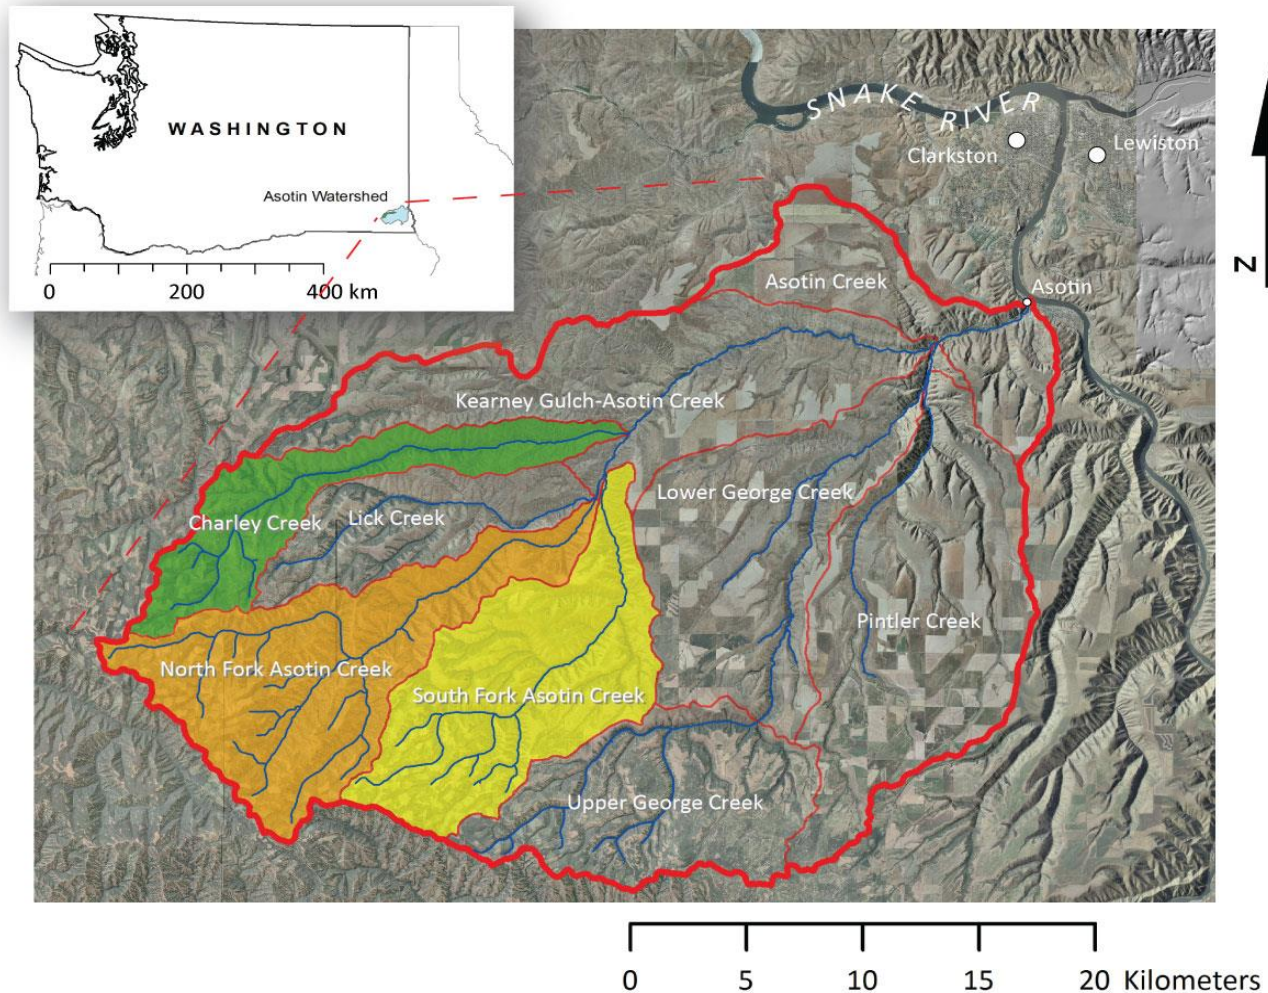 WASHINGTON
Asotin Watershed
0 200 400 km
SNAKE RIVER
Clarkston
Lewiston
N
Asotin Creek
Asotin
Kearney Gulch-Asotin Creek
Lower George Creek
Charley Creek
Lick Creek
Pintler Creek
North Fork Asotin Creek
South Fork Asotin Creek
Upper George Creek
0 5 10 15 20 Kilometers